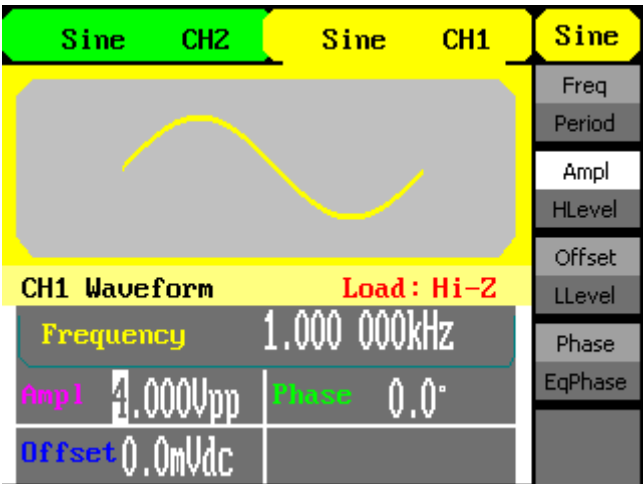 Sine CH2 Sine CH1 Sine
Freq
Period
Ampl
HLevel
Offset
LLevel
Phase
EqPhase
CH1 Waveform Load: Hi-Z
Frequency 1.000 000kHz
Ampl 4.000Vpp Phase 0.0°
Offset 0.0mVdc